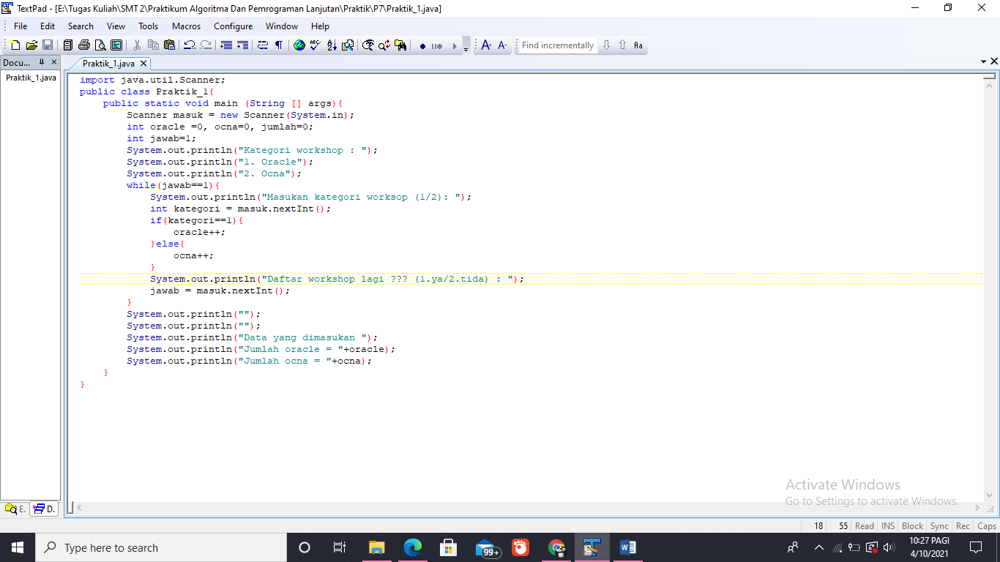 TextPad - [E:\Tugas Kuliah\SMT 2\Praktikum Algoritma Dan Pemrograman Lanjutan\Praktik\P7\Praktik_1.java]
File Edit Search View Tools Macros Configure Window Help
Find incrementally Aa
Docu...
Praktik_1.java
Praktik_1.java
import java.util.Scanner;
public class Praktik_1{
public static void main (String [] args){
Scanner masuk = new Scanner(System.in);
int oracle =0, ocna=0, jumlah=0;
int jawab=1;
System.out.println("Kategori workshop : ");
System.out.println("1. Oracle");
System.out.println("2. Ocna");
while(jawab==1){
System.out.println("Masukan kategori worksop (1/2): ");
int kategori = masuk.nextInt();
if(kategori==1){
oracle++;
}else{
ocna++;
}
System.out.println("Daftar workshop lagi ??? (1.ya/2.tida) : ");
jawab = masuk.nextInt();
}
System.out.println("");
System.out.println("");
System.out.println("Data yang dimasukan ");
System.out.println("Jumlah oracle = "+oracle);
System.out.println("Jumlah ocna = "+ocna);
}
}
Activate Windows
Go to Settings to activate Windows.
E. D.
18 55 Read INS Block Sync Rec Caps
Type here to search
99+
10:27 PAGI
4/10/2021